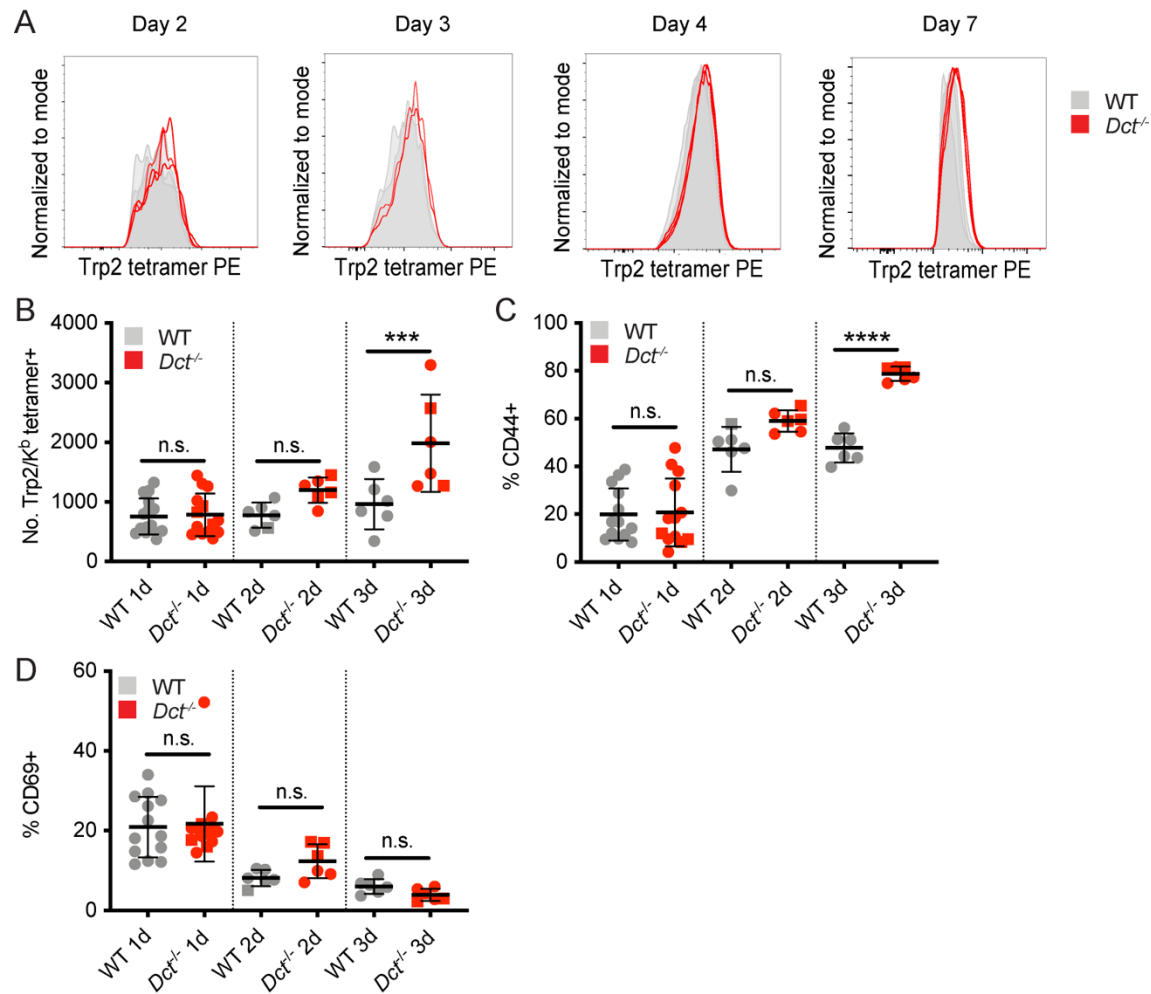 A
Day 2
Day 3
Day 4
Day 7
Normalized to mode
Normalized to mode
Normalized to mode
Normalized to mode
WT
Dct-/-
Trp2 tetramer PE
Trp2 tetramer PE
Trp2 tetramer PE
Trp2 tetramer PE
B
No. Trp2/Kb tetramer+
4000
3000
2000
1000
0
WT
Dct-/-
n.s.
n.s.
***
WT 1d
Dct-/- 1d
WT 2d
Dct-/- 2d
WT 3d
Dct-/- 3d
C
% CD44+
100
80
60
40
20
0
WT
Dct-/-
n.s.
n.s.
****
WT 1d
Dct-/- 1d
WT 2d
Dct-/- 2d
WT 3d
Dct-/- 3d
D
% CD69+
60
40
20
0
WT
Dct-/-
n.s.
n.s.
n.s.
WT 1d
Dct-/- 1d
WT 2d
Dct-/- 2d
WT 3d
Dct-/- 3d